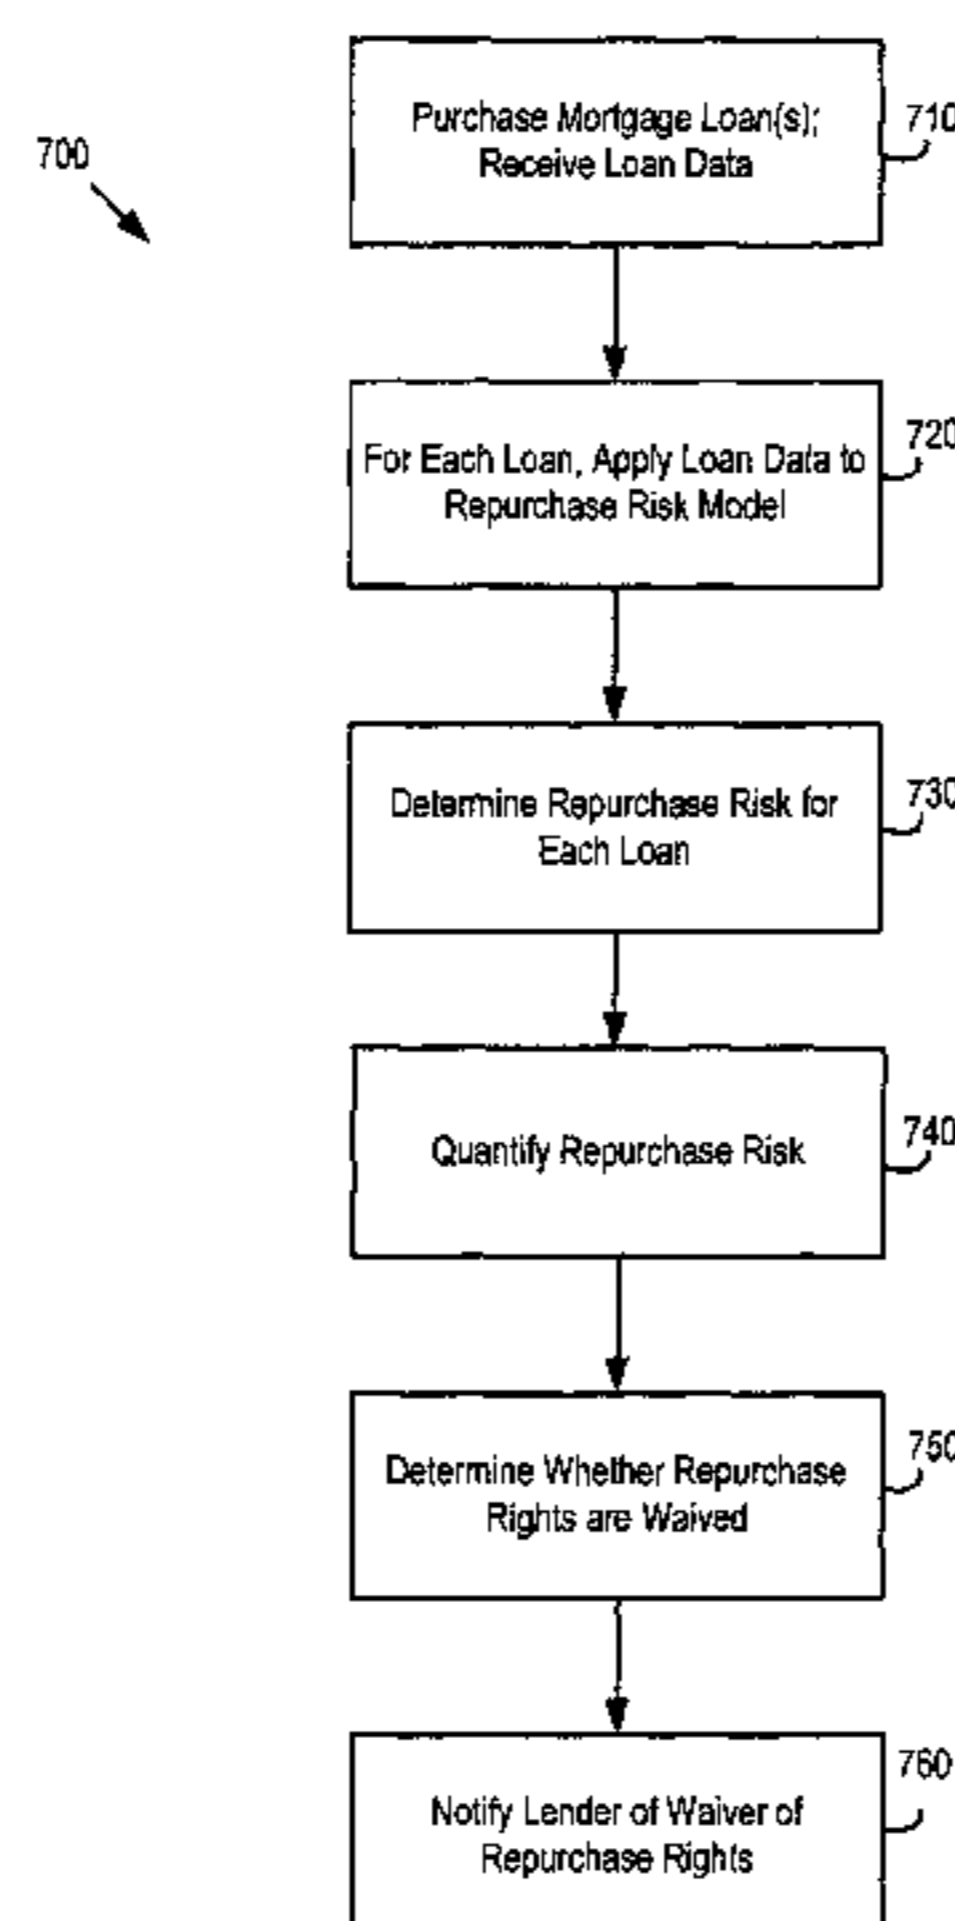 700
Purchase Mortgage Loan(s);
Receive Loan Data
710
For Each Loan, Apply Loan Data to
Repurchase Risk Model
720
Determine Repurchase Risk for
Each Loan
730
Quantify Repurchase Risk
740
Determine Whether Repurchase
Rights are Waived
750
Notify Lender of Waiver of
Repurchase Rights
760